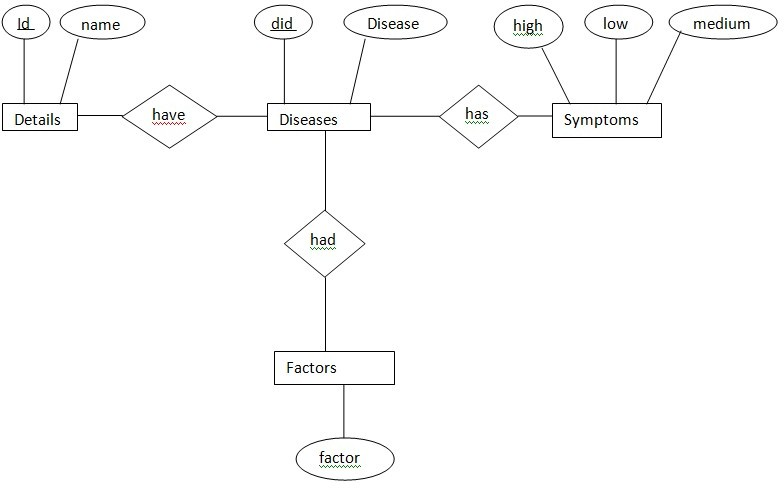 Id
name
did
Disease
high
low
medium
Details
have
Diseases
has
Symptoms
had
Factors
factor